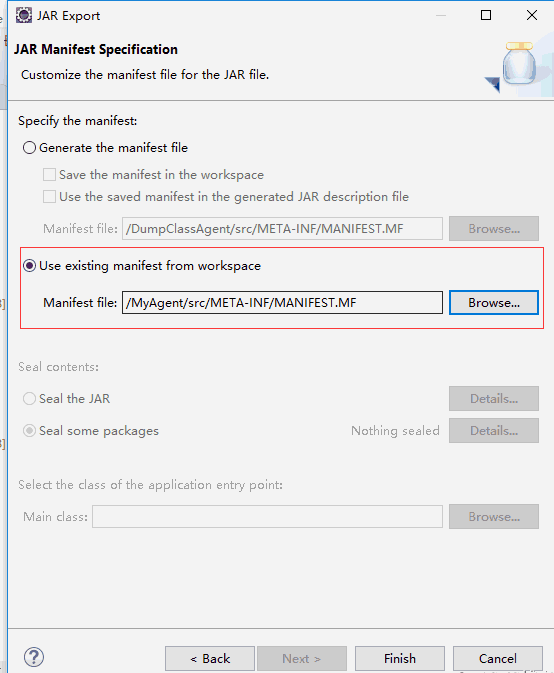 JAR Export
JAR Manifest Specification
Customize the manifest file for the JAR file.
Specify the manifest:
Generate the manifest file
Save the manifest in the workspace
Use the saved manifest in the generated JAR description file
Manifest file: /DumpClassAgent/src/META-INF/MANIFEST.MF Browse...
Use existing manifest from workspace
Manifest file: /MyAgent/src/META-INF/MANIFEST.MF Browse...
Seal contents:
Seal the JAR Details...
Seal some packages Nothing sealed Details...
Select the class of the application entry point:
Main class: Browse...
? < Back Next > Finish Cancel